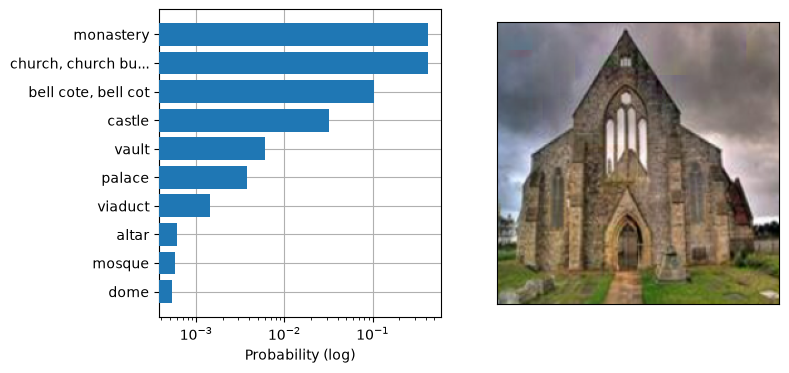 monastery
church, church bu...
bell cote, bell cot
castle
vault
palace
viaduct
altar
mosque
dome
10⁻³ 10⁻² 10⁻¹
Probability (log)